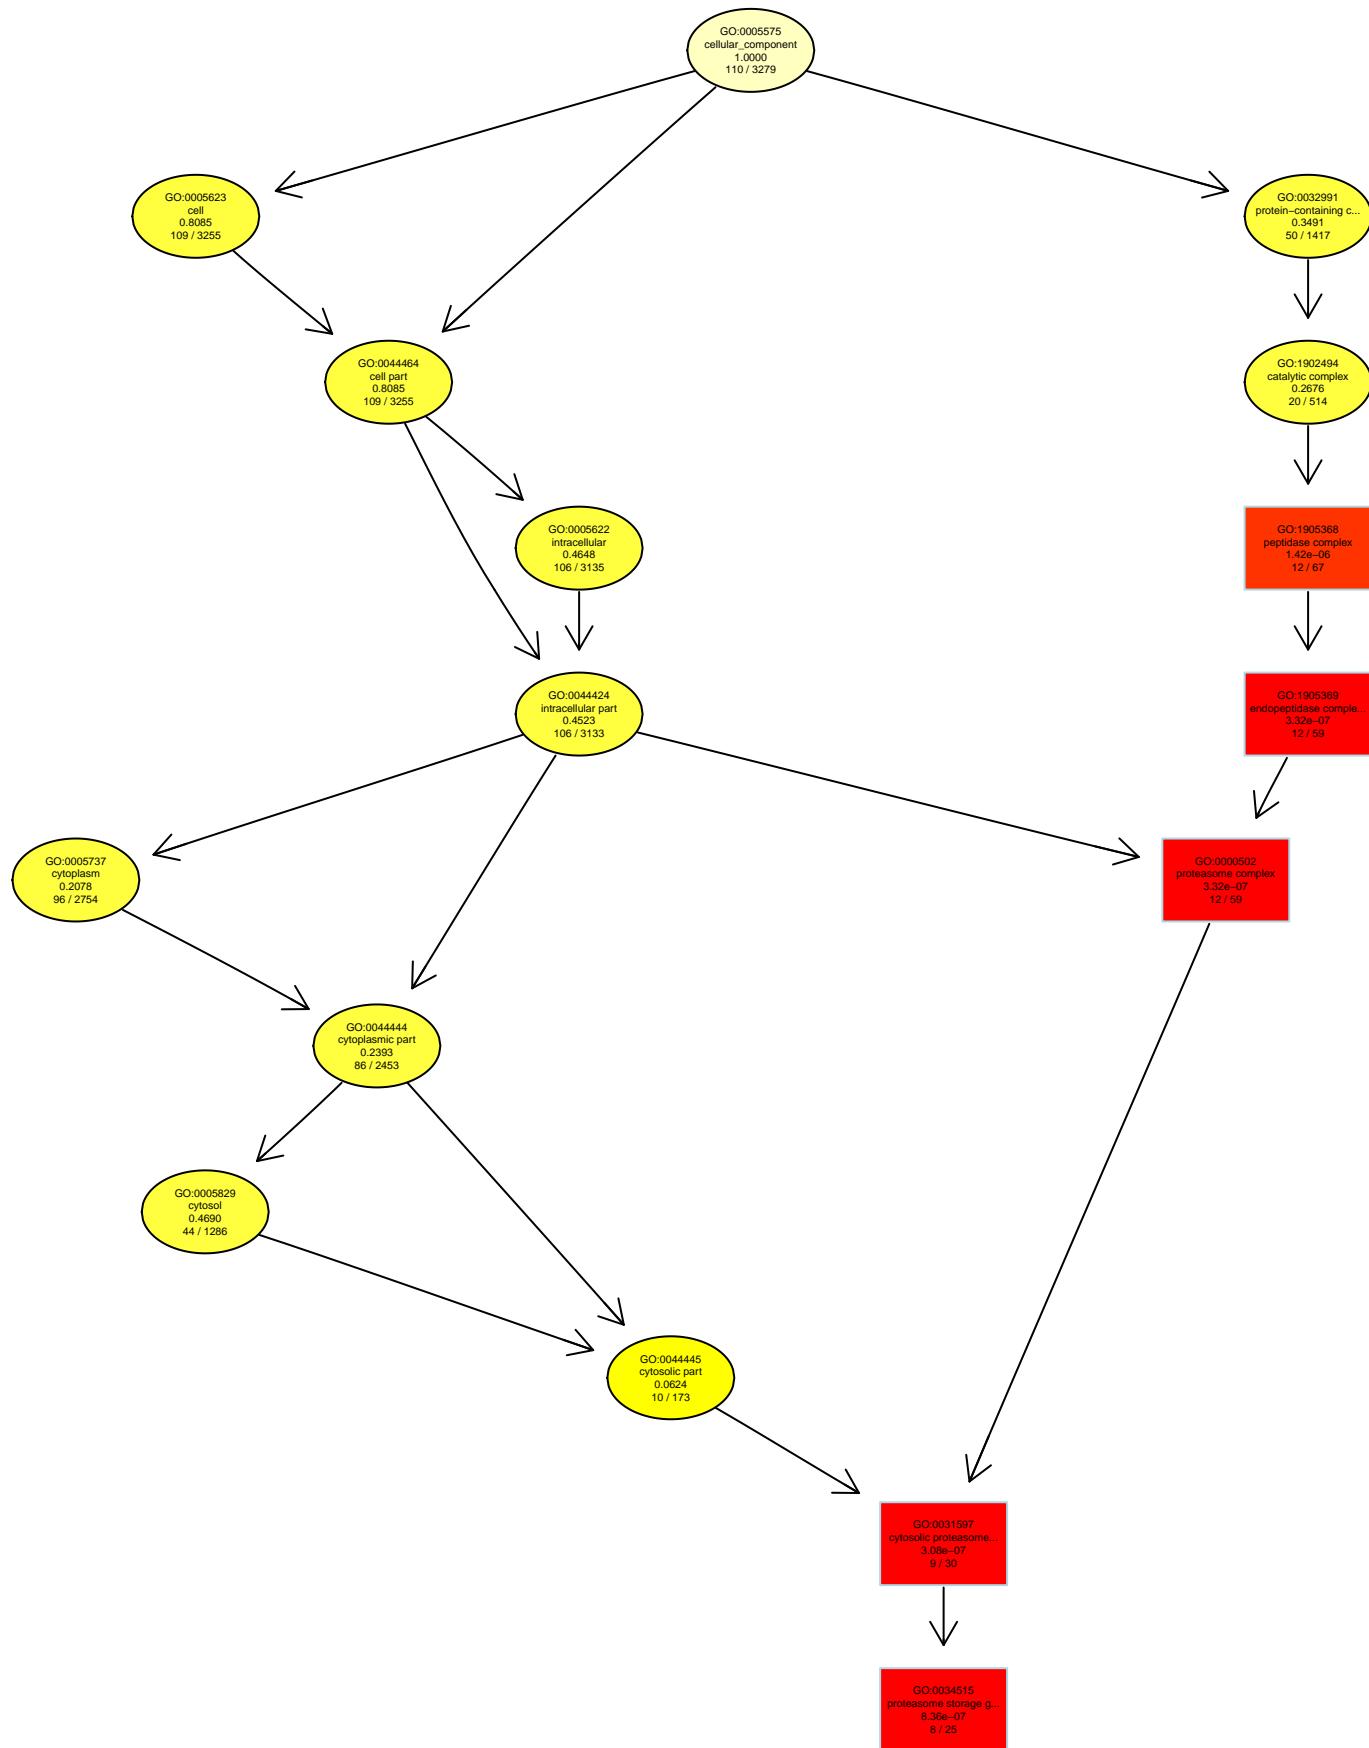 GO:0005575
cellular_component
1.0000
110 / 3279
GO:0005623
cell
0.8085
109 / 3255
GO:0032991
protein−containing c...
0.3491
50 / 1417
GO:0044464
cell part
0.8085
109 / 3255
GO:1902494
catalytic complex
0.2676
20 / 514
GO:0005622
intracellular
0.4648
106 / 3135
GO:1905368
peptidase complex
1.42e−06
12 / 67
GO:0044424
intracellular part
0.4523
106 / 3133
GO:1905369
endopeptidase comple...
3.32e−07
12 / 59
GO:0005737
cytoplasm
0.2078
96 / 2754
GO:0000502
proteasome complex
3.32e−07
12 / 59
GO:0044444
cytoplasmic part
0.2393
86 / 2453
GO:0005829
cytosol
0.4690
44 / 1286
GO:0044445
cytosolic part
0.0624
10 / 173
GO:0031597
cytosolic proteasome...
3.08e−07
9 / 30
GO:0034515
proteasome storage g...
8.36e−07
8 / 25